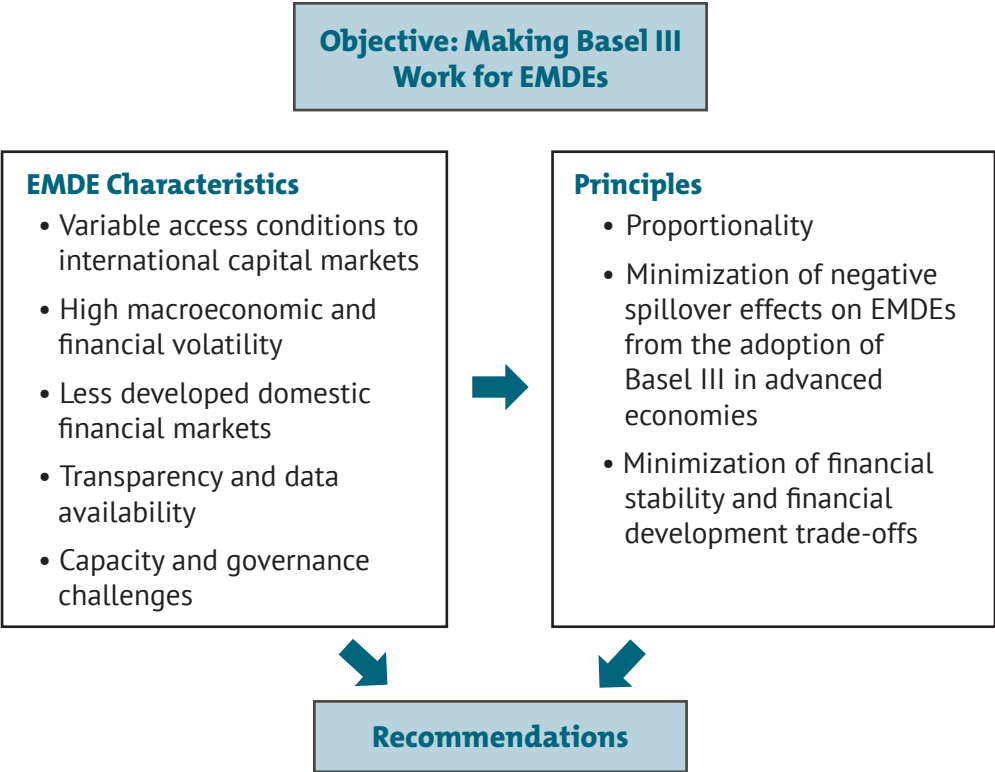 Objective: Making Basel III
Work for EMDEs
EMDE Characteristics
• Variable access conditions to
international capital markets
• High macroeconomic and
financial volatility
• Less developed domestic
financial markets
• Transparency and data
availability
• Capacity and governance
challenges
Principles
• Proportionality
• Minimization of negative
spillover effects on EMDEs
from the adoption of
Basel III in advanced
economies
• Minimization of financial
stability and financial
development trade-offs
Recommendations